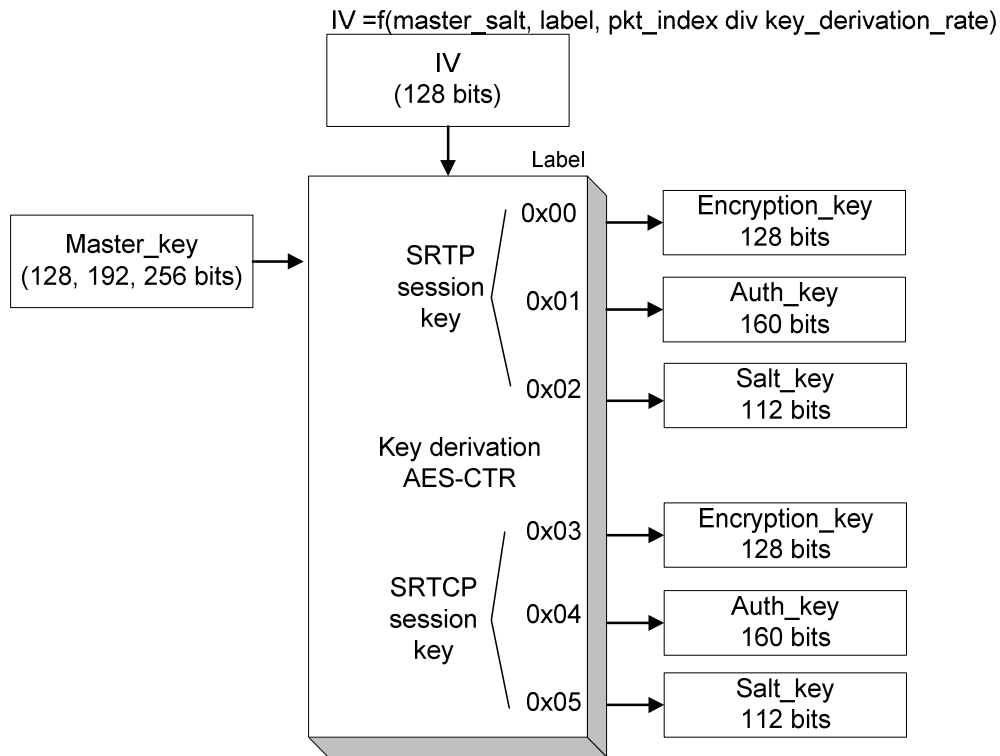 IV =f(master_salt, label, pkt_index div key_derivation_rate)
IV
(128 bits)
Label
Master_key
(128, 192, 256 bits)
SRTP
session
key
0x00
0x01
0x02
Encryption_key
128 bits
Auth_key
160 bits
Salt_key
112 bits
Key derivation
AES-CTR
SRTCP
session
key
0x03
0x04
0x05
Encryption_key
128 bits
Auth_key
160 bits
Salt_key
112 bits